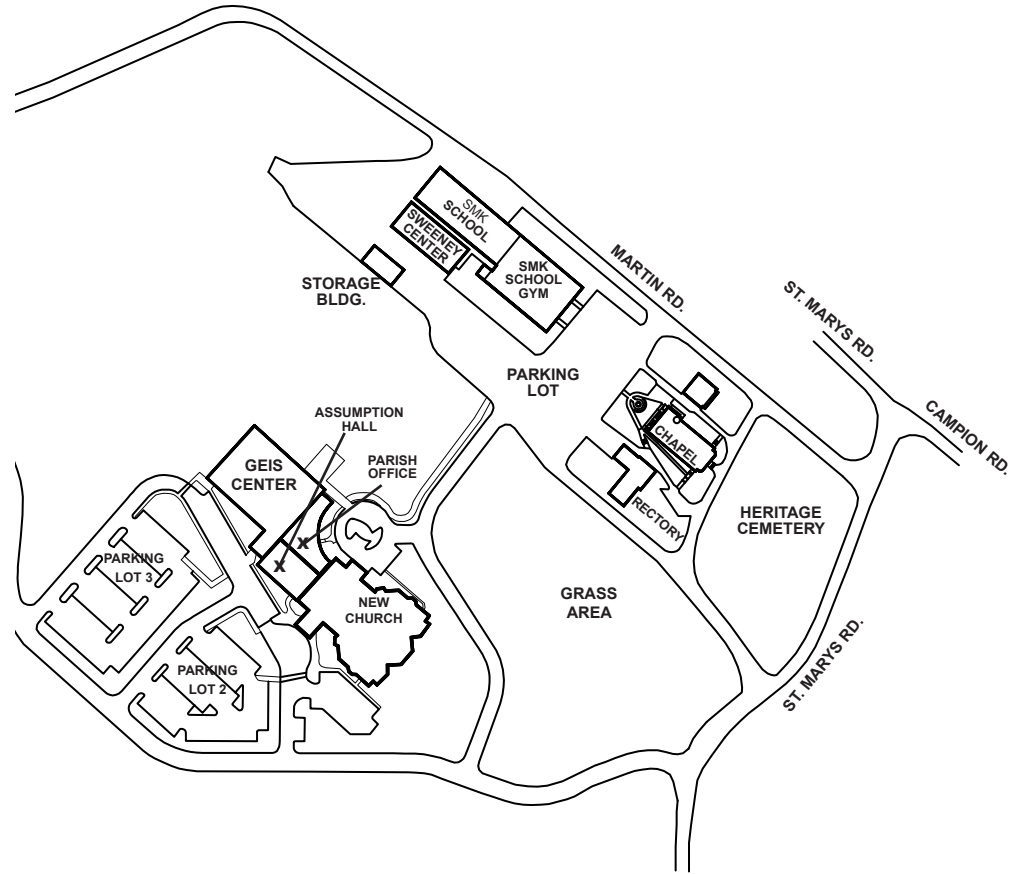 SMK
SCHOOL
SWEENEY
CENTER
SMK
SCHOOL
GYM
MARTIN RD.
ST. MARYS RD.
STORAGE
BLDG.
PARKING
LOT
CAMPION RD.
ASSUMPTION
HALL
CHAPEL
GEIS
CENTER
PARISH
OFFICE
RECTORY
HERITAGE
CEMETERY
X
X
PARKING
LOT 3
GRASS
AREA
NEW
CHURCH
ST. MARYS RD.
PARKING
LOT 2